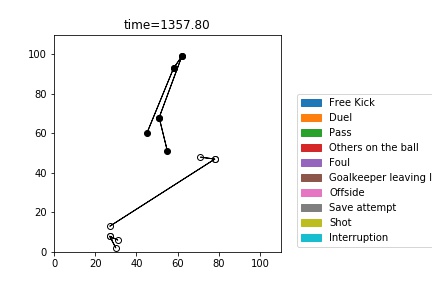 time=1357.80
100
80
60
40
20
0
0 20 40 60 80 100
Free Kick
Duel
Pass
Others on the ball
Foul
Goalkeeper leaving l
Offside
Save attempt
Shot
Interruption